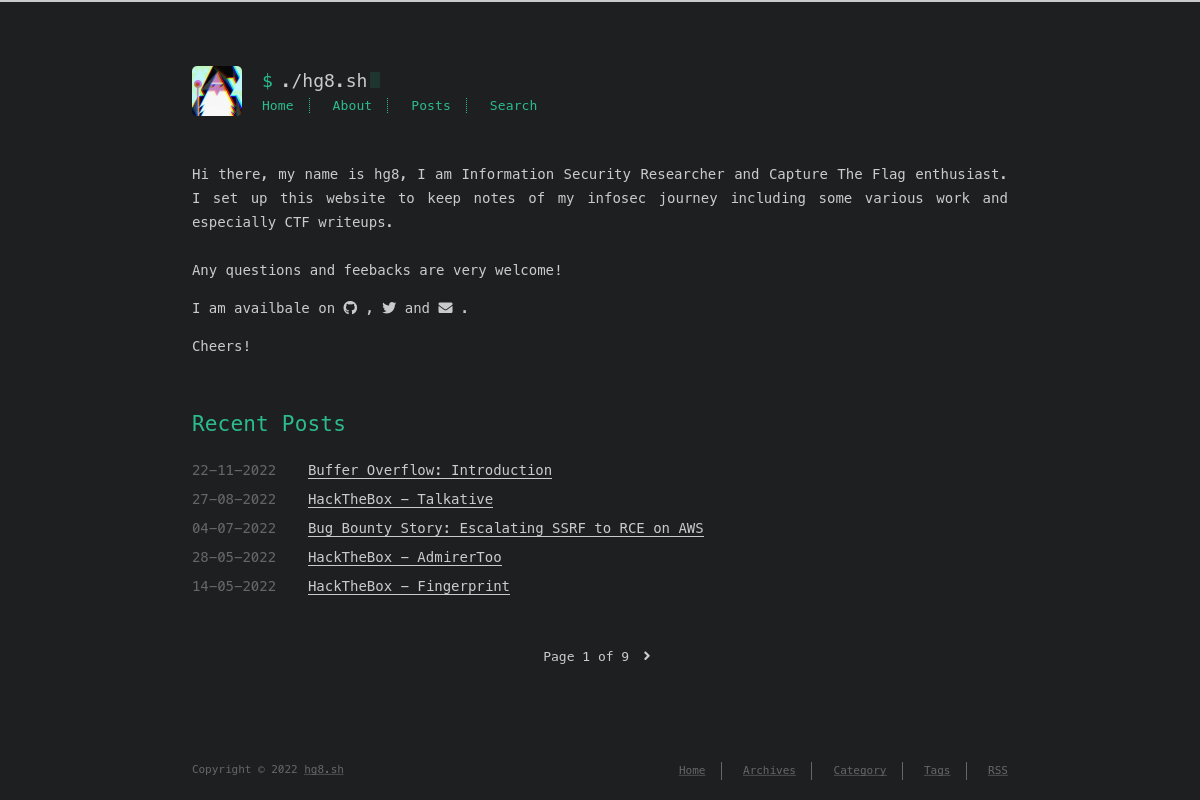 $ ./hg8.sh
Home About Posts Search
Hi there, my name is hg8, I am Information Security Researcher and Capture The Flag enthusiast.
I set up this website to keep notes of my infosec journey including some various work and
especially CTF writeups.
Any questions and feebacks are very welcome!
I am availbale on , and .
Cheers!
Recent Posts
22-11-2022 Buffer Overflow: Introduction
27-08-2022 HackTheBox - Talkative
04-07-2022 Bug Bounty Story: Escalating SSRF to RCE on AWS
28-05-2022 HackTheBox - AdmirerToo
14-05-2022 HackTheBox - Fingerprint
Page 1 of 9
Copyright © 2022 hg8.sh
Home Archives Category Tags RSS